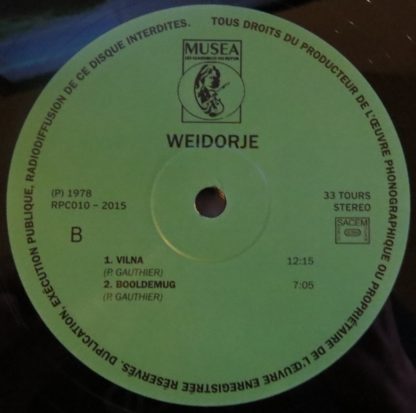 TOUS DROITS DU PRODUCTEUR DE L'ŒUVRE PHONOGRAPHIQUE OU PROPRIÉTAIRE DE L'ŒUVRE ENREGISTRÉE RÉSERVÉS. DUPLICATION, EXÉCUTION PUBLIQUE, RADIODIFFUSION DE CE DISQUE INTERDITES.
MUSEA
WEIDORJE
(P) 1978
RPC010 – 2015
33 TOURS
STEREO
SACEM
B
1. VILNA 12:15
(P. GAUTHIER)
2. BOOLDEMUG 7:05
(P. GAUTHIER)